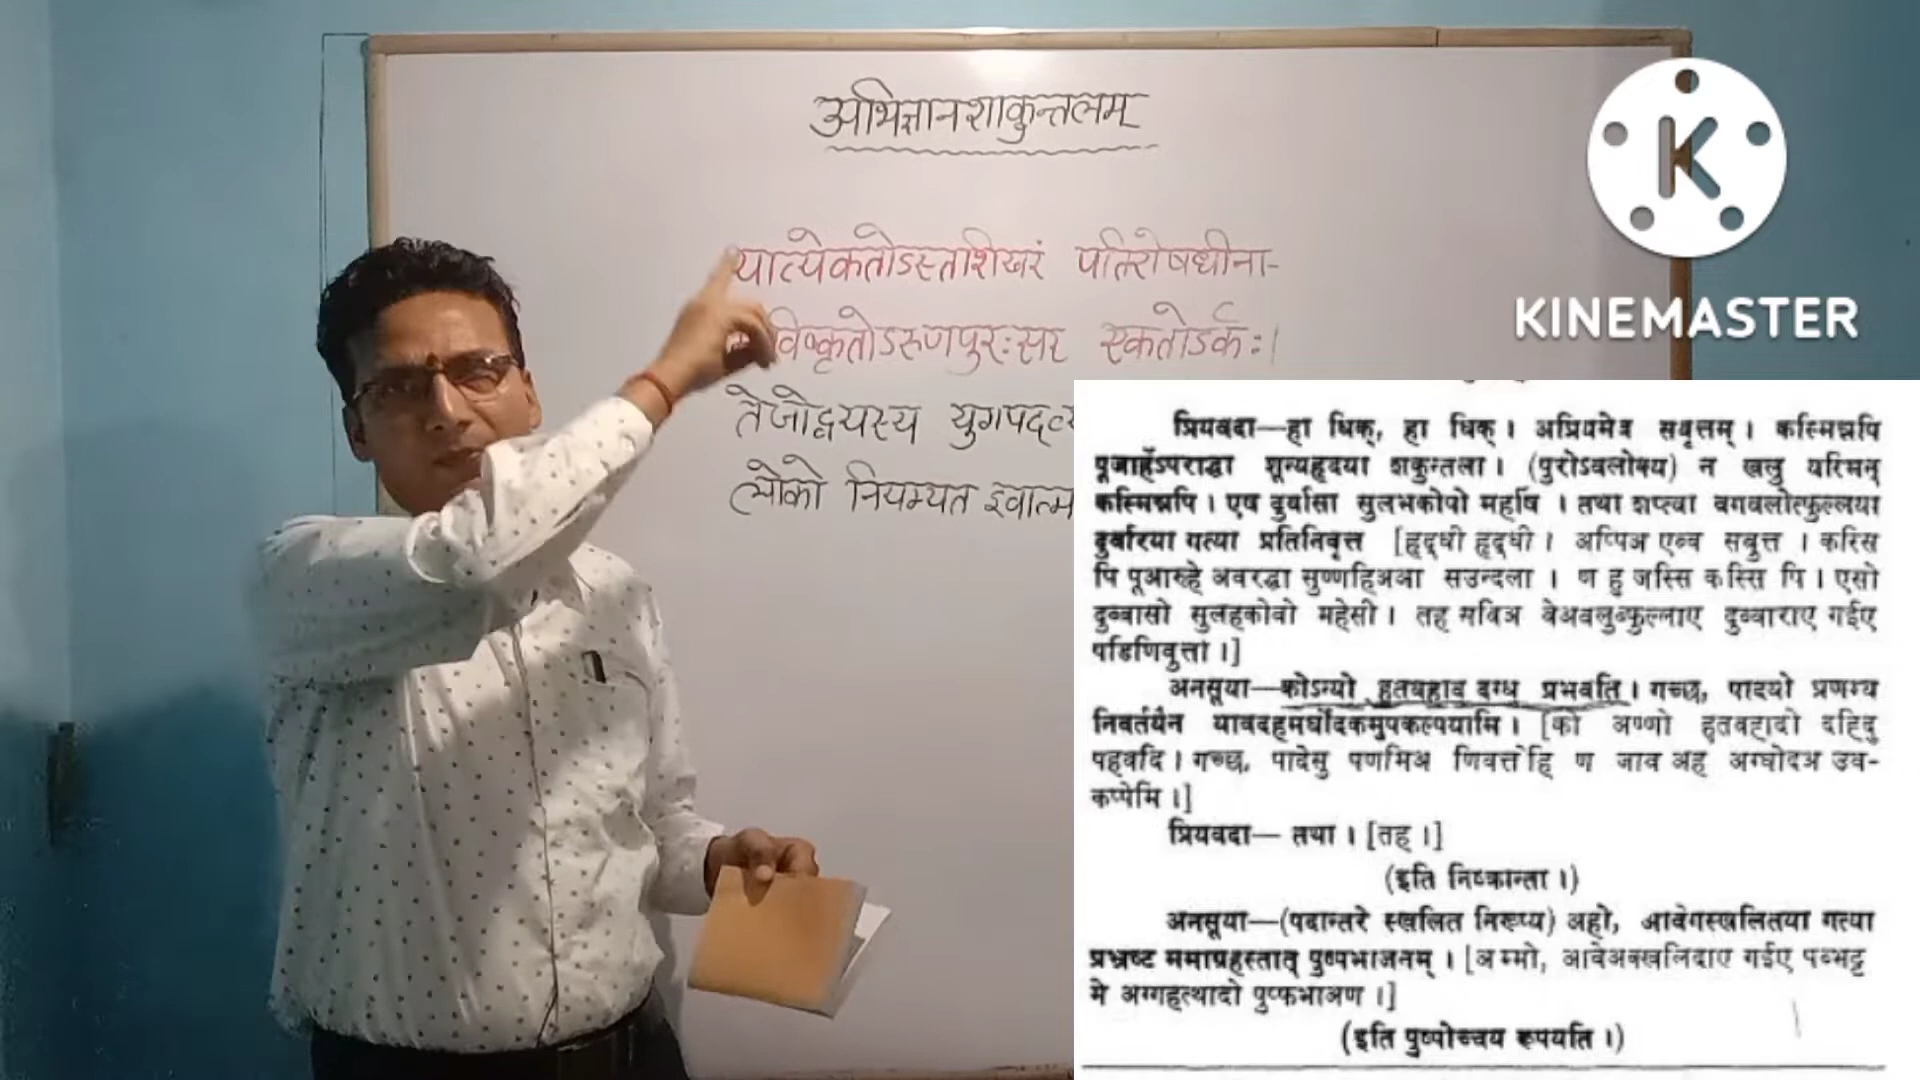 अभिज्ञानशाकुन्तलम्
यात्येकतोऽस्तशिखरं पतिरोषधीना-
विष्कृतोऽरुणपुरःसर एकतोऽर्कः।
तेजोद्वयस्य युगपद्व्य
लोको नियम्यत इवात्म
K
KINEMASTER
प्रियवदा—हा धिक्, हा धिक् । अप्रियमेव सवृत्तम् । कस्मिन्नपि
पूजार्हेऽपराद्धा शून्यहृदया शकुन्तला । (पुरोऽवलोक्य) न खलु यस्मिन्
कस्मिन्नपि । एष दुर्वासा सुलभकोपो महर्षि । तथा शप्त्वा वेगबलोत्फुल्लया
दुर्वारया गत्या प्रतिनिवृत्त [हद्धी हद्धी । अप्पिअ एव्व सवुत्त । कस्सि
पि पूआरुहे अवरद्धा सुण्णहिअआ सउन्दला । ण हु जस्सि कस्सि पि । एसो
दुव्वासो सुलहकोवो महेसी । तह सविअ वेअबलुप्फुल्लाए दुव्वाराए गईए
पडिणिवुत्तो ।]
अनसूया—कोऽन्यो हुतवहाद दग्धु प्रभवति । गच्छ, पादयो प्रणम्य
निवर्तयैन यावदहमर्घोदकमुपकल्पयामि । [को अण्णो हुतवहादो दहिदु
पहवदि । गच्छ, पादेसु पणमिअ णिवत्तेहि ण जाव अह अग्घोदअ उव-
कप्पेमि ।]
प्रियवदा— तथा । [तह ।]
(इति निष्क्रान्ता ।)
अनसूया—(पदान्तरे स्खलित निरूप्य) अहो, आवेगस्खलितया गत्या
प्रभ्रष्ट ममाग्रहस्तात् पुष्पभाजनम् । [अम्मो, आवेअक्खलिदाए गईए पब्भट्ट
मे अग्गहत्थादो पुप्फभाअण ।]
(इति पुष्पोच्चय रूपयति ।)